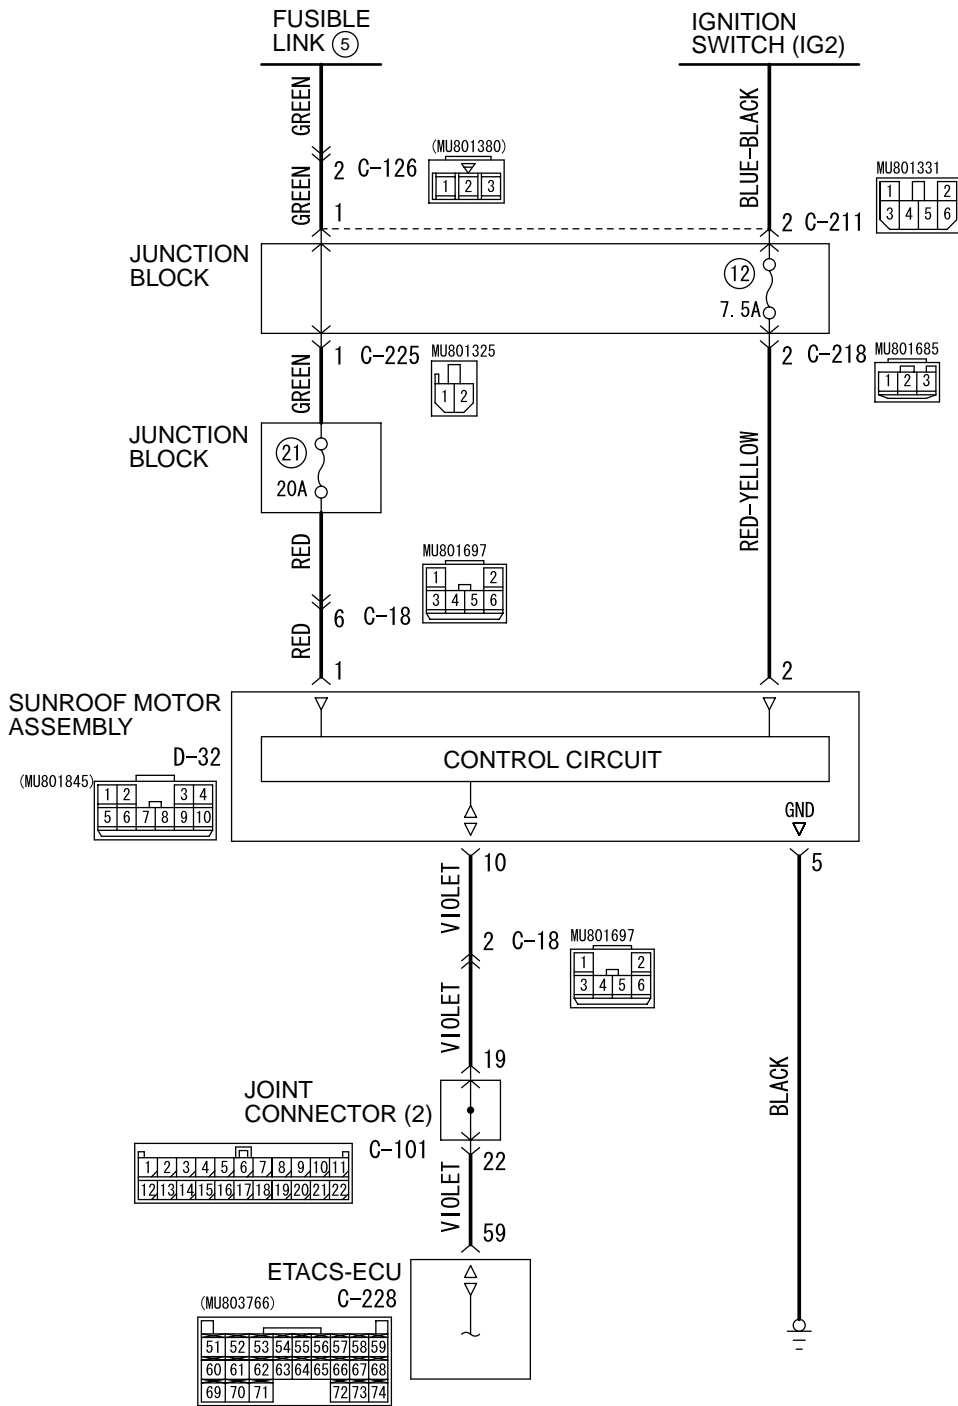 FUSIBLE
LINK ⑤
IGNITION
SWITCH (IG2)
GREEN
BLUE-BLACK
2 C-126
(MU801380)
1 2 3
GREEN
1
2 C-211
MU801331
1 2
3 4 5 6
JUNCTION
BLOCK
⑫
7.5A
1 C-225
MU801325
1 2
2 C-218
MU801685
1 2 3
GREEN
JUNCTION
BLOCK
㉑
20A
RED-YELLOW
RED
MU801697
1 2
3 4 5 6
6 C-18
RED
1
2
SUNROOF MOTOR
ASSEMBLY
D-32
(MU801845)
1 2 3 4
5 6 7 8 9 10
CONTROL CIRCUIT
GND
10
5
VIOLET
2 C-18
MU801697
1 2
3 4 5 6
VIOLET
19
JOINT
CONNECTOR (2)
C-101
1 2 3 4 5 6 7 8 9 10 11
12 13 14 15 16 17 18 19 20 21 22
22
VIOLET
BLACK
59
ETACS-ECU
C-228
(MU803766)
51 52 53 54 55 56 57 58 59
60 61 62 63 64 65 66 67 68
69 70 71 72 73 74